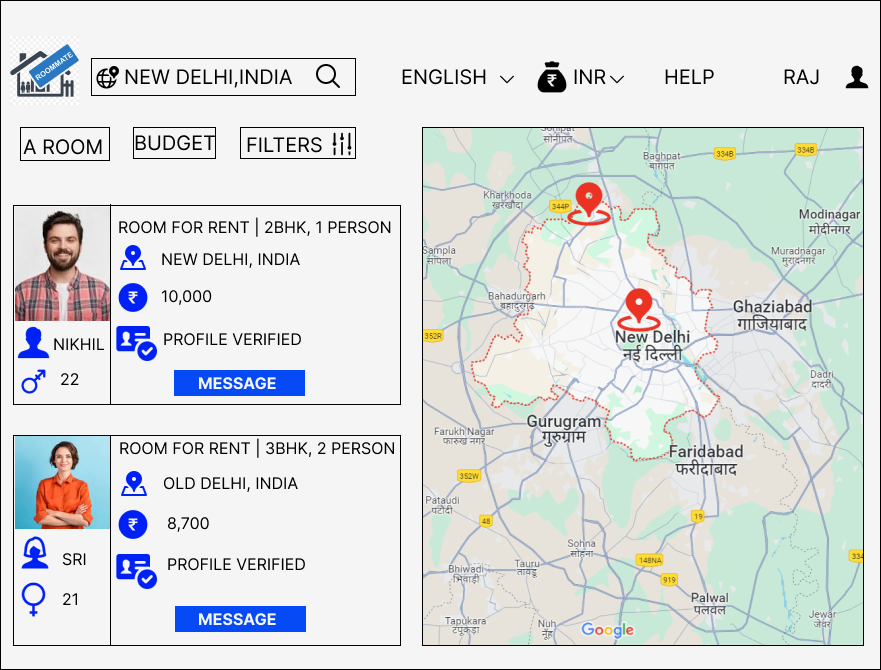 ROOMMATE
NEW DELHI,INDIA
ENGLISH
INR
HELP
RAJ
A ROOM
BUDGET
FILTERS
ROOM FOR RENT | 2BHK, 1 PERSON
NEW DELHI, INDIA
₹ 10,000
PROFILE VERIFIED
MESSAGE
NIKHIL
22
ROOM FOR RENT | 3BHK, 2 PERSON
OLD DELHI, INDIA
₹ 8,700
PROFILE VERIFIED
MESSAGE
SRI
21
सोनीपत
Baghpat
बागपत
334B
334B
Kharkhoda
खरखौदा
344P
Modinagar
मोदीनगर
Sampla
सांपला
Muradnagar
मुरादनगर
Bahadurgarh
बहादुरगढ़
Ghaziabad
गाज़ियाबाद
352R
New Delhi
नई दिल्ली
Dadri
दादरी
Gurugram
गुरुग्राम
Farukh Nagar
फारुख नगर
Faridabad
फरीदाबाद
352W
Pataudi
पटौदी
48
19
Sohna
सोहना
148NA
334
Bhiwadi
भिवाड़ी
Tauru
तावडू
919
Palwal
पलवल
Jewar
जेवर
Tapukara
टपूकड़ा
Nuh
नूँह
Google